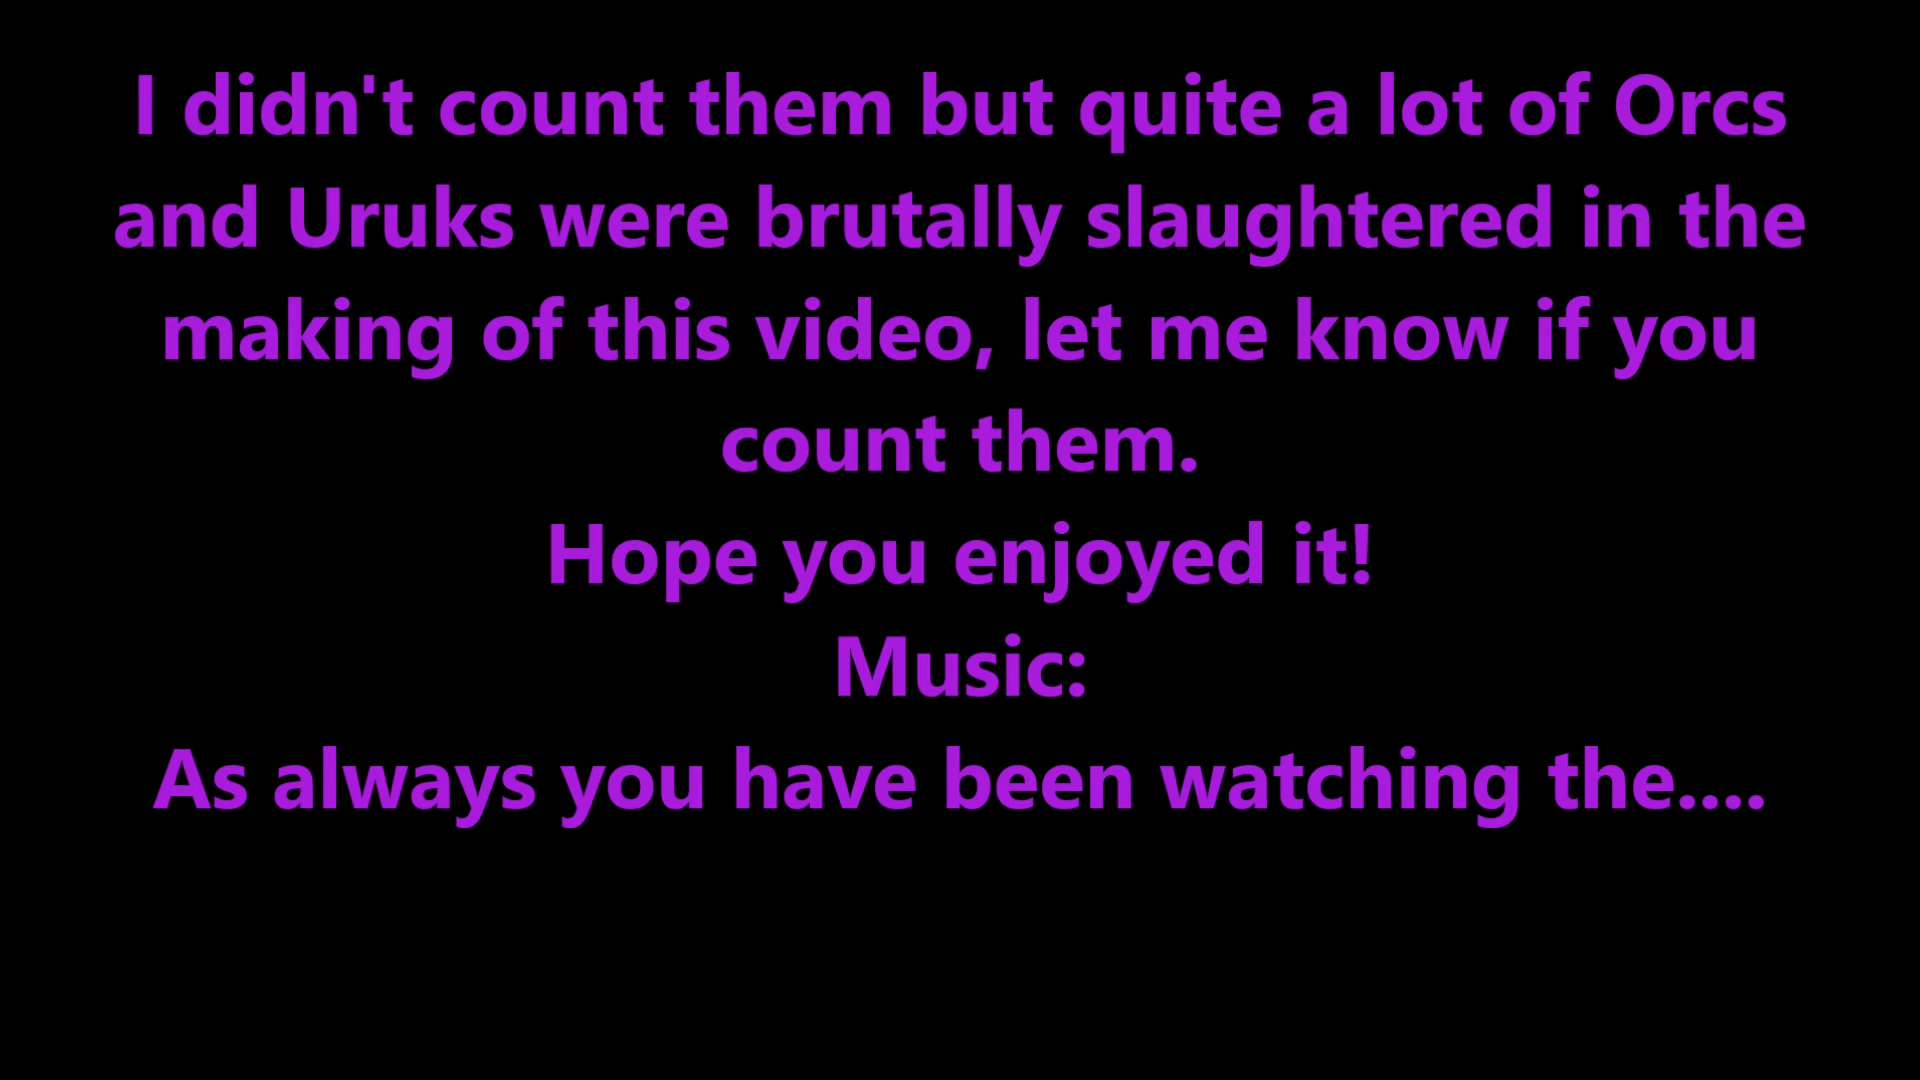 I didn't count them but quite a lot of Orcs
and Uruks were brutally slaughtered in the
making of this video, let me know if you
count them.
Hope you enjoyed it!
Music:
As always you have been watching the....